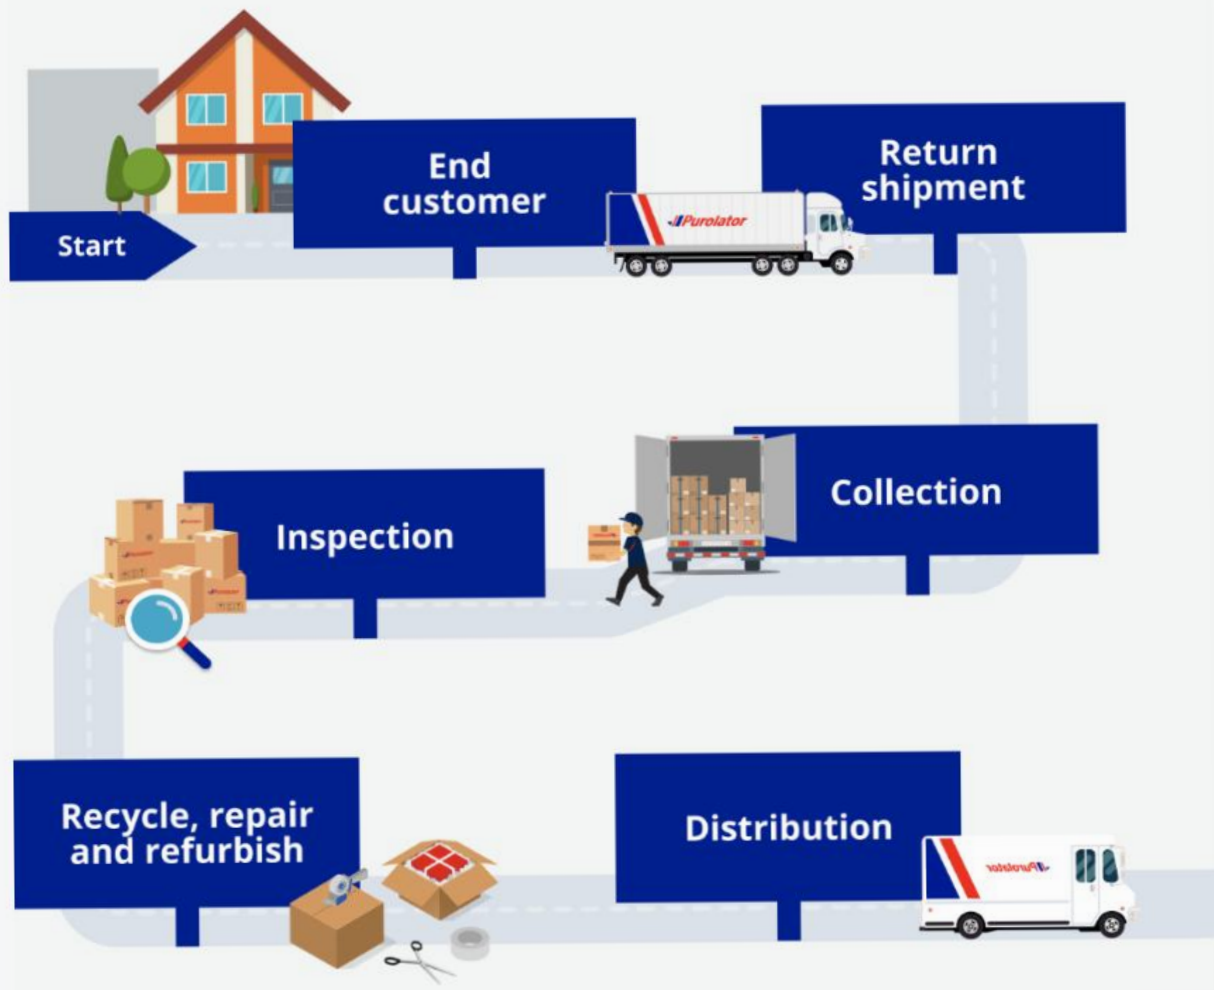 Start
End
customer
Purolator
Return
shipment
Inspection
Collection
Recycle, repair
and refurbish
Distribution
Purolator